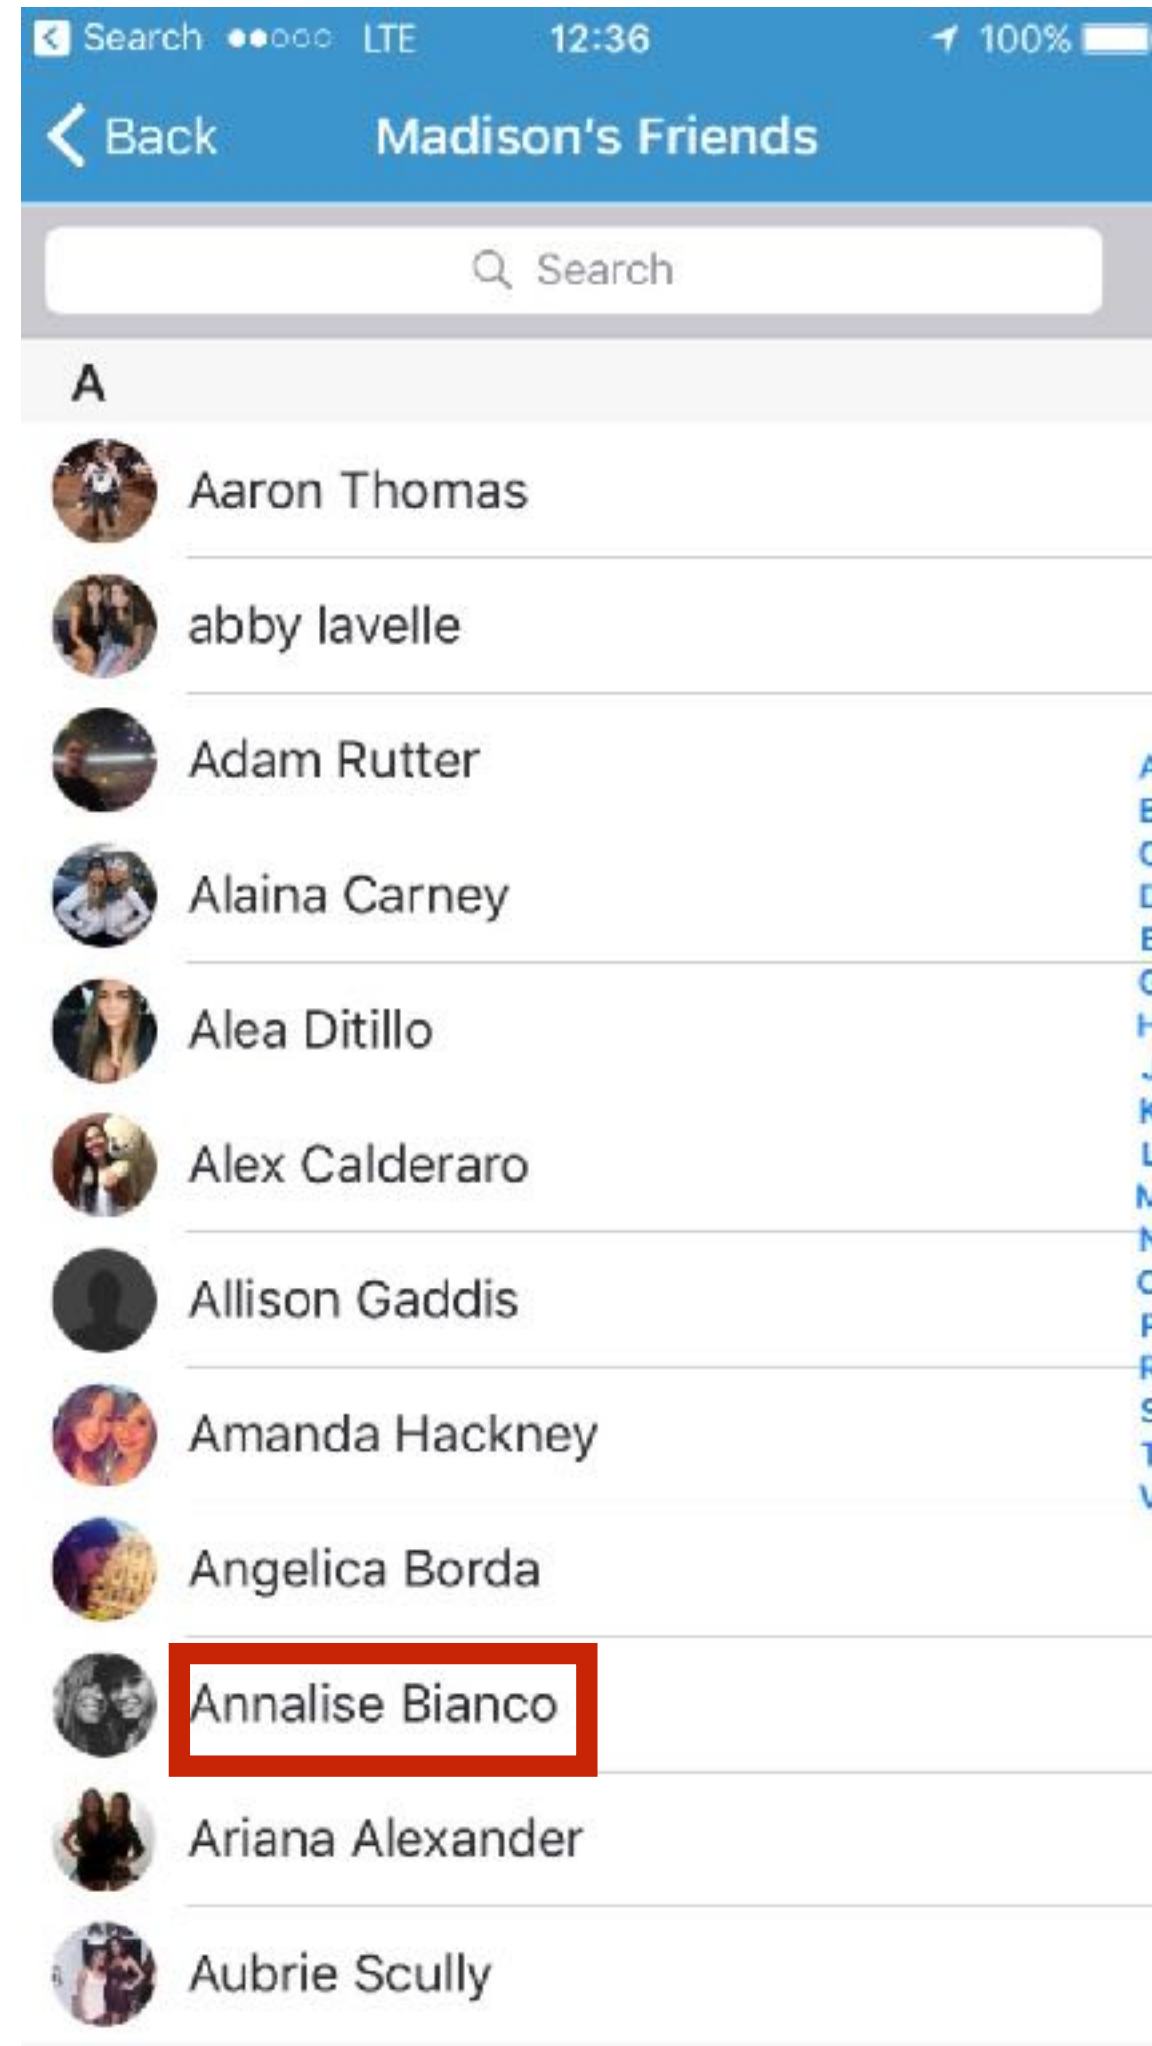 Search LTE 12:36 100%
Back Madison's Friends
Search
A
Aaron Thomas
abby lavelle
Adam Rutter
Alaina Carney
Alea Ditillo
Alex Calderaro
Allison Gaddis
Amanda Hackney
Angelica Borda
Annalise Bianco
Ariana Alexander
Aubrie Scully